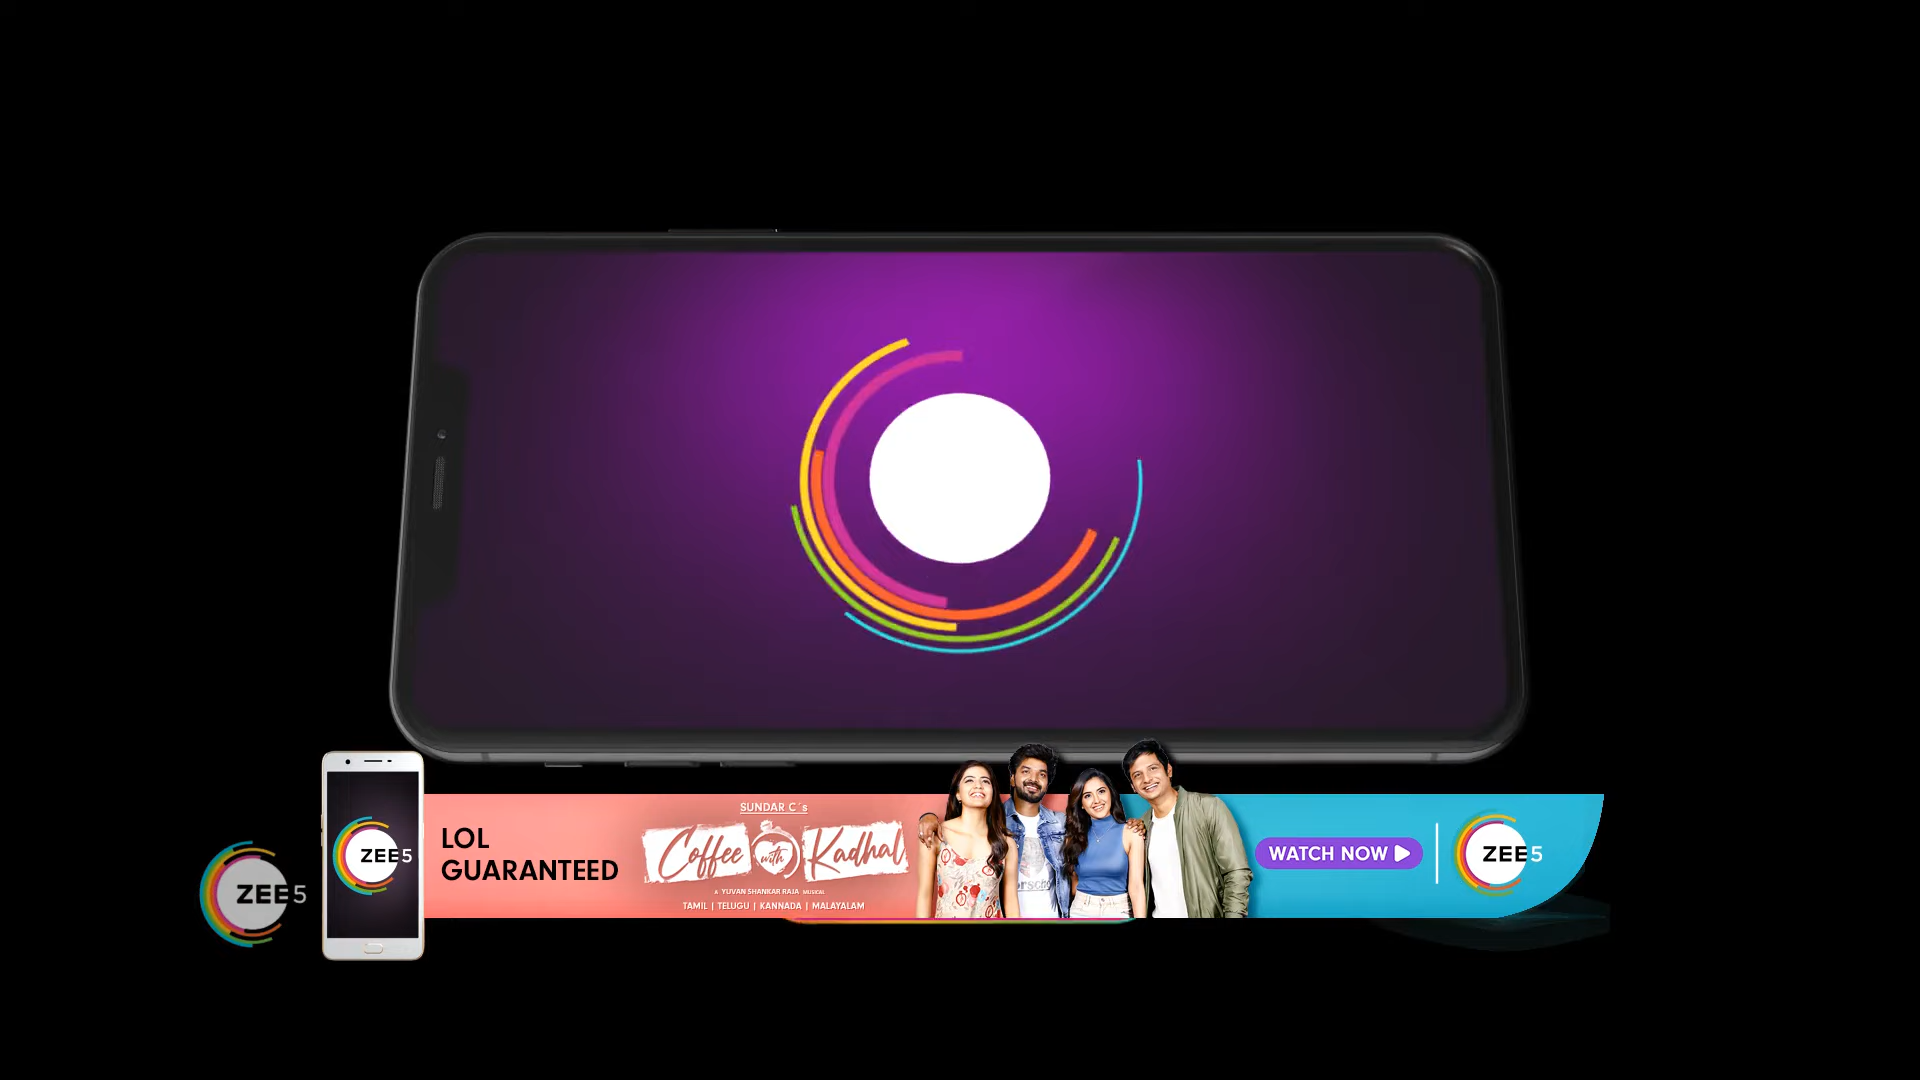 LOL
GUARANTEED
SUNDAR C's
Coffee with Kadhal
A YUVAN SHANKAR RAJA MUSICAL
TAMIL | TELUGU | KANNADA | MALAYALAM
WATCH NOW
ZEE5
ZEE5
ZEE5